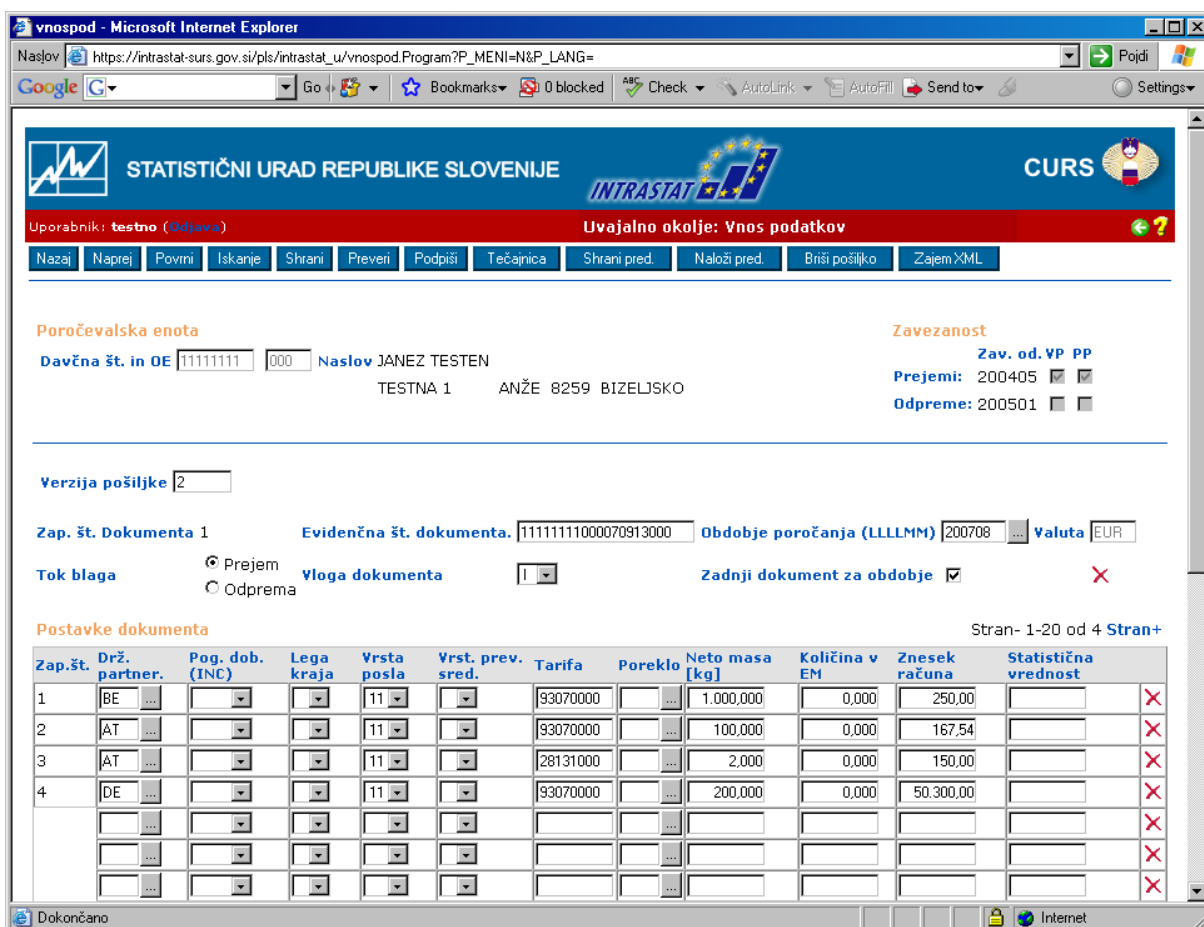 vnospod - Microsoft Internet Explorer
Naslov https://intrastat-surs.gov.si/pls/intrastat_u/vnospod.Program?P_MENI=N&P_LANG= Pojdi
Google G Go Bookmarks 0 blocked ABC Check AutoLink AutoFill Send to Settings
STATISTIČNI URAD REPUBLIKE SLOVENIJE INTRASTAT CURS
Uporabnik: testno (Odjava) Uvajalno okolje: Vnos podatkov ?
Nazaj Naprej Povrni Iskanje Shrani Preveri Podpiši Tečajnica Shrani pred. Naloži pred. Briši pošiljko Zajem XML
Poročevalska enota Zavezanost
Zav. od. VP PP
Davčna št. in OE 11111111 000 Naslov JANEZ TESTEN
Prejemi: 200405
TESTNA 1 ANŽE 8259 BIZELJSKO
Odpreme: 200501
Verzija pošiljke 2
Zap. št. Dokumenta 1 Evidenčna št. dokumenta. 11111111000070913000 Obdobje poročanja (LLLLMM) 200708 ... Valuta EUR
Tok blaga Prejem Vloga dokumenta I Zadnji dokument za obdobje
Odprema
Postavke dokumenta Stran- 1-20 od 4 Stran+
Zap.št. Drž. partner. Pog. dob. (INC) Lega kraja Vrsta posla Vrst. prev. sred. Tarifa Poreklo Neto masa [kg] Količina v EM Znesek računa Statistična vrednost
1 BE ... 11 93070000 ... 1.000,000 0,000 250,00
2 AT ... 11 93070000 ... 100,000 0,000 167,54
3 AT ... 11 28131000 ... 2,000 0,000 150,00
4 DE ... 11 93070000 ... 200,000 0,000 50.300,00
... ...
... ...
... ...
Dokončano Internet